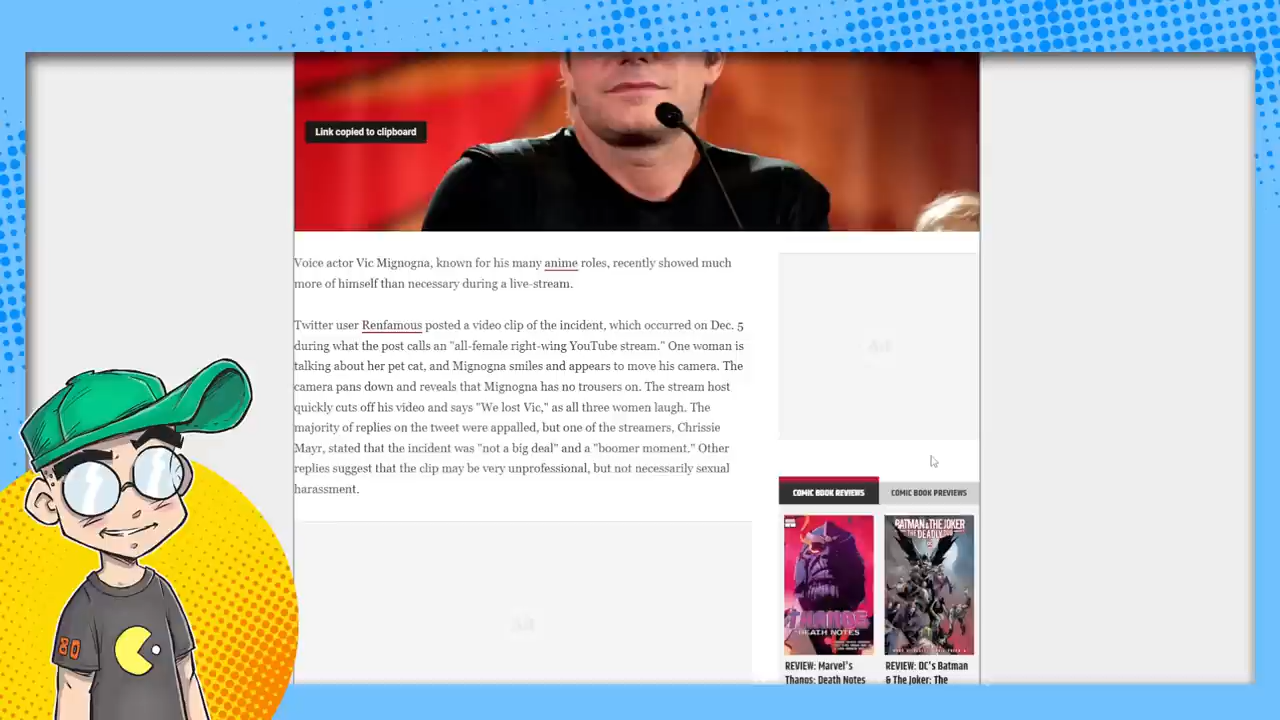 Link copied to clipboard
Voice actor Vic Mignogna, known for his many anime roles, recently showed much
more of himself than necessary during a live-stream.
Twitter user Renfamous posted a video clip of the incident, which occurred on Dec. 5
during what the post calls an "all-female right-wing YouTube stream." One woman is
talking about her pet cat, and Mignogna smiles and appears to move his camera. The
camera pans down and reveals that Mignogna has no trousers on. The stream host
quickly cuts off his video and says "We lost Vic," as all three women laugh. The
majority of replies on the tweet were appalled, but one of the streamers, Chrissie
Mayr, stated that the incident was "not a big deal" and a "boomer moment." Other
replies suggest that the clip may be very unprofessional, but not necessarily sexual
harassment.
COMIC BOOK REVIEWS
COMIC BOOK PREVIEWS
THANOS
DEATH NOTES
BATMAN & THE JOKER
THE DEADLY DUO
REVIEW: Marvel's
Thanos: Death Notes
REVIEW: DC's Batman
& The Joker: The
80